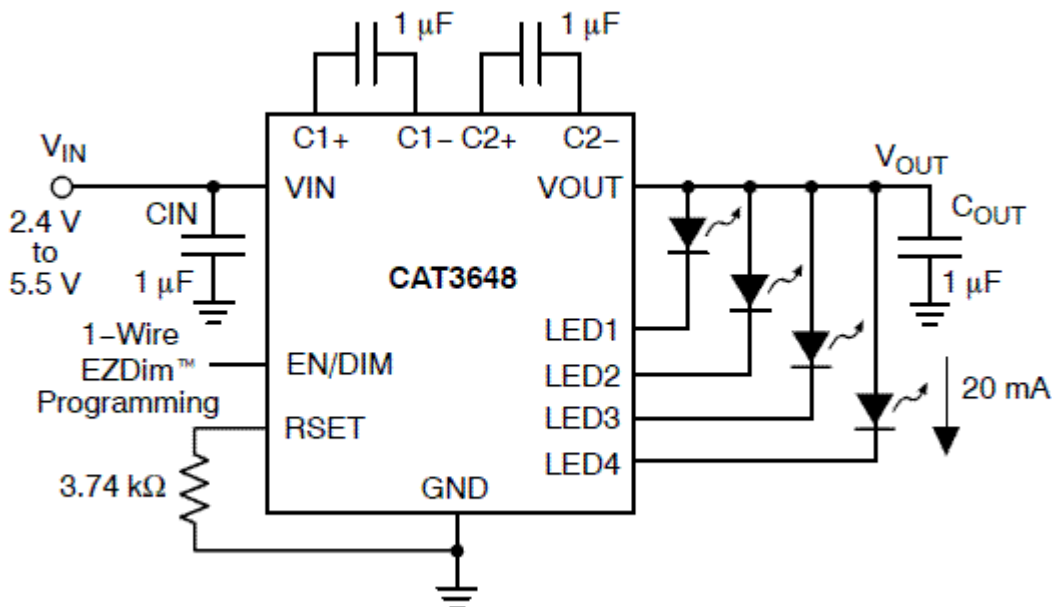 1 μF
1 μF
C1+
C1− C2+
C2−
VIN
VIN
VOUT
VOUT
CIN
COUT
2.4 V
to
5.5 V
1 μF
CAT3648
1 μF
LED1
1−Wire
EZDim™
Programming
EN/DIM
LED2
20 mA
RSET
LED3
LED4
3.74 kΩ
GND